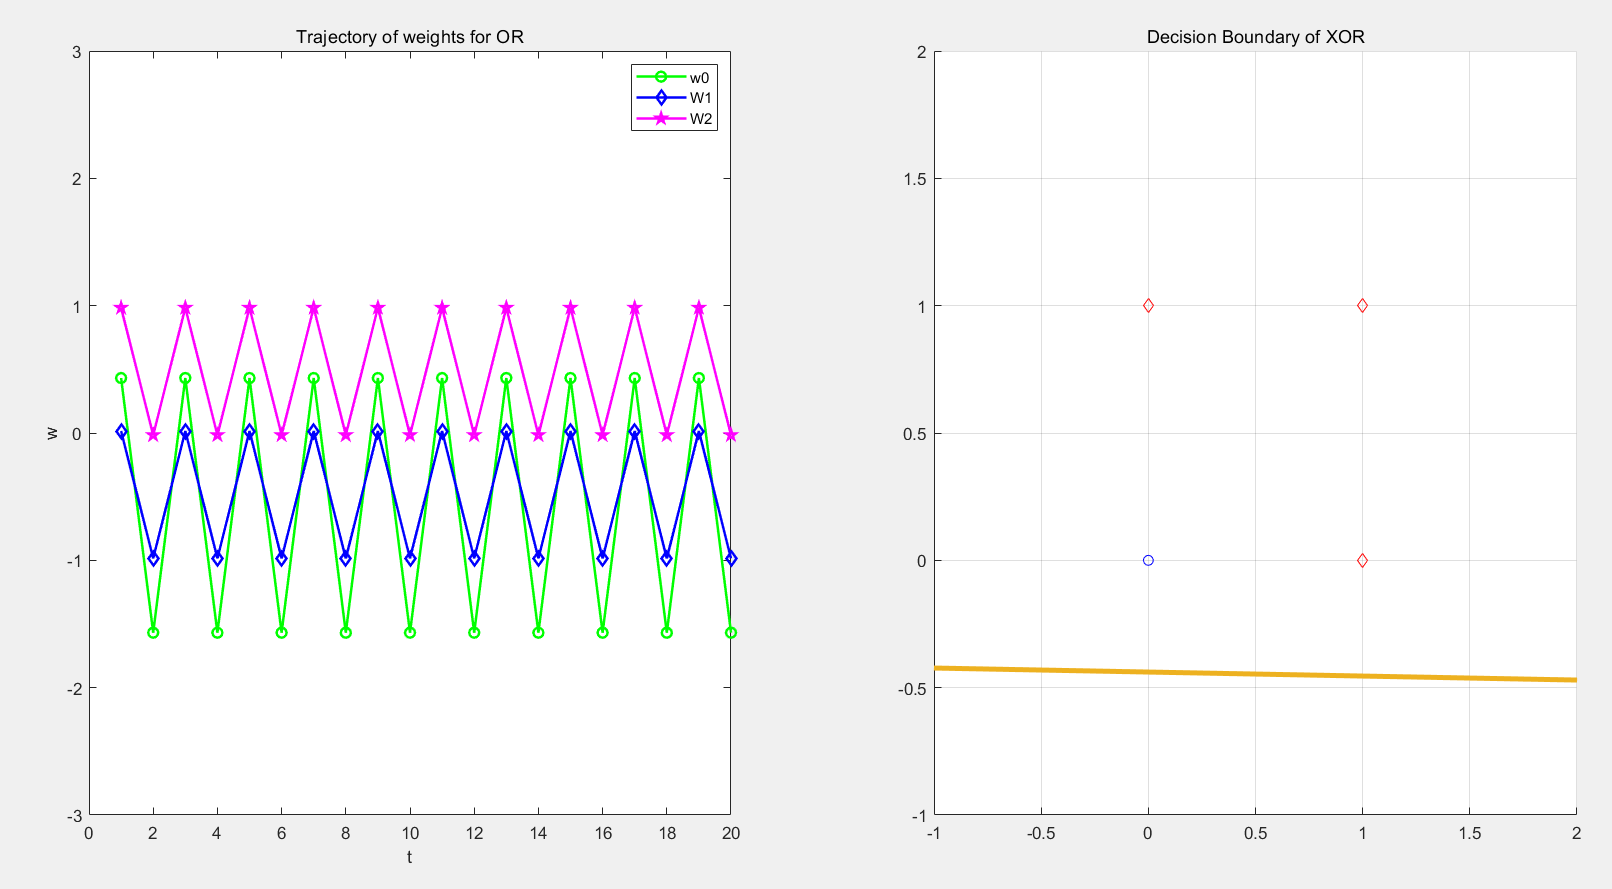 Trajectory of weights for OR
3
2
1
0
-1
-2
-3
w
0 2 4 6 8 10 12 14 16 18 20
t
w0
W1
W2
Decision Boundary of XOR
2
1.5
1
0.5
0
-0.5
-1
-1 -0.5 0 0.5 1 1.5 2